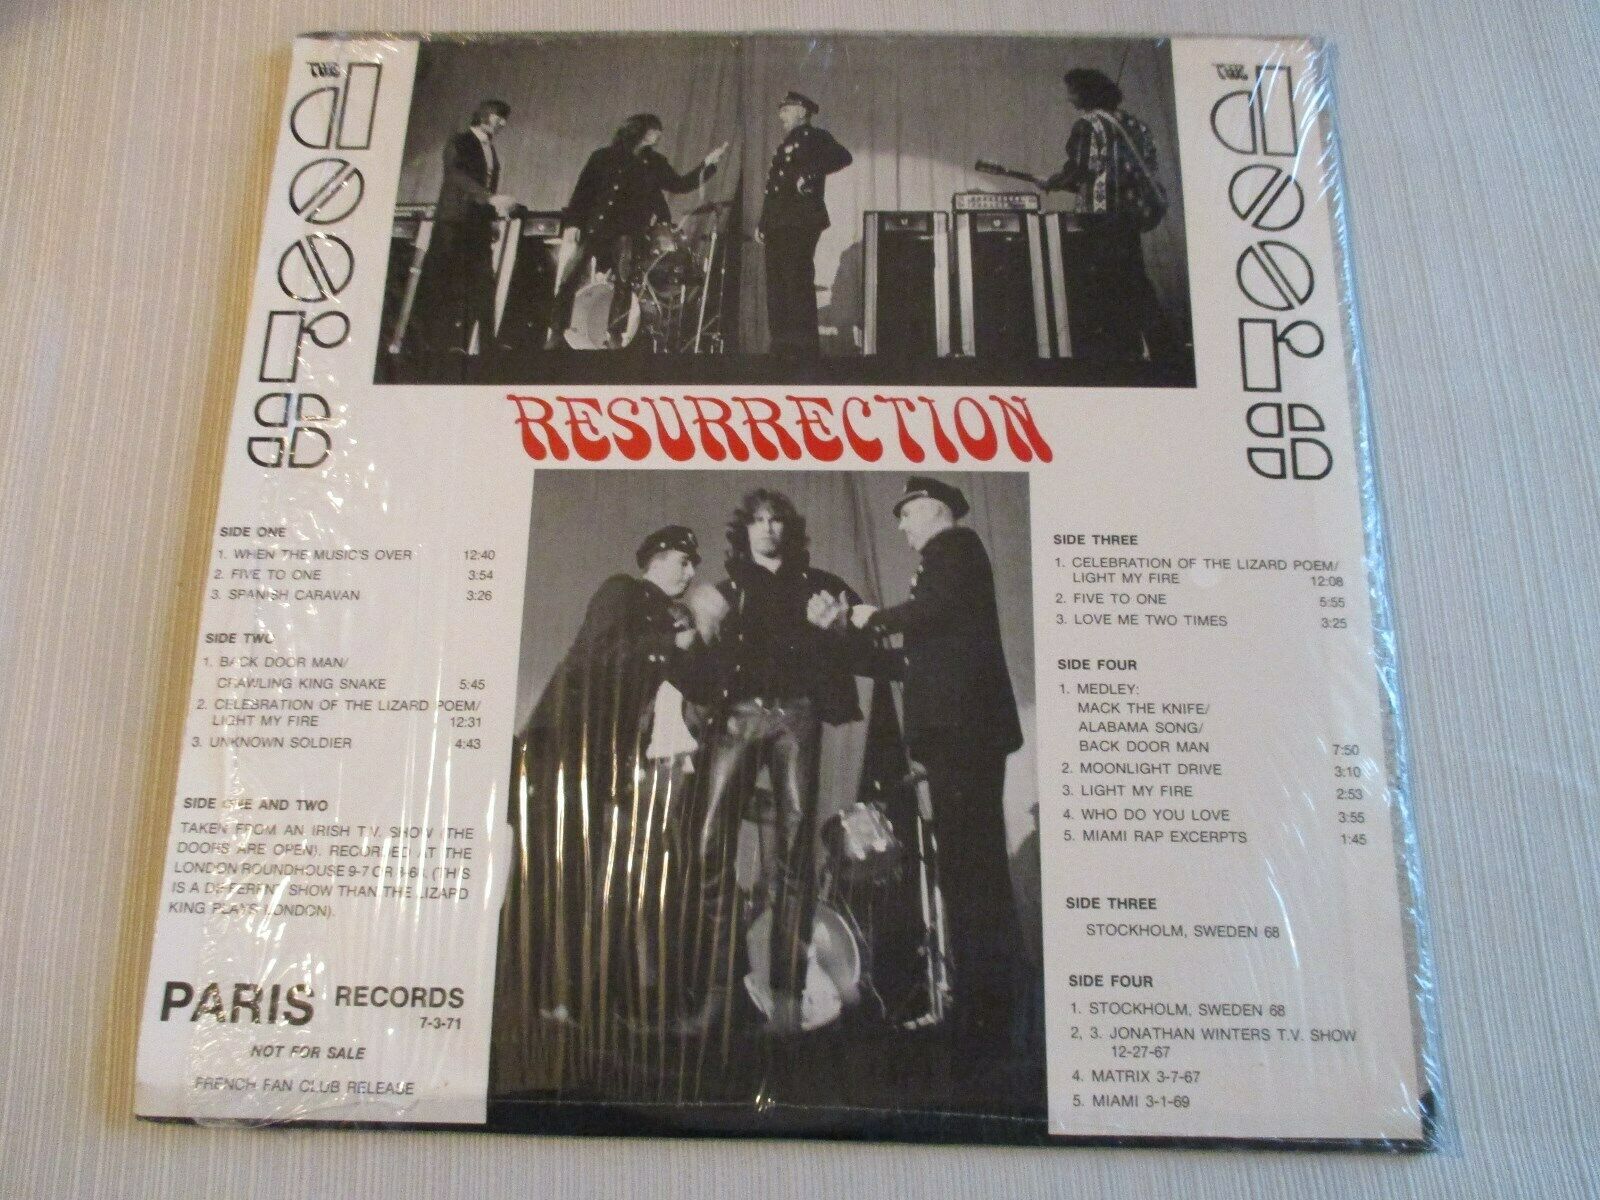 THE
doors
THE
doors
RESURRECTION
SIDE ONE
1. WHEN THE MUSIC'S OVER 12:40
2. FIVE TO ONE 3:54
3. SPANISH CARAVAN 3:26
SIDE TWO
1. BACK DOOR MAN/
CRAWLING KING SNAKE 5:45
2. CELEBRATION OF THE LIZARD POEM/
LIGHT MY FIRE 12:31
3. UNKNOWN SOLDIER 4:43
SIDE ONE AND TWO
TAKEN FROM AN IRISH T.V. SHOW (THE
DOORS ARE OPEN). RECORDED AT THE
LONDON ROUNDHOUSE 9-7 OR (THIS
IS A DIFFERENT SHOW THAN THE LIZARD
KING PLAYS LONDON).
PARIS RECORDS
7-3-71
NOT FOR SALE
FRENCH FAN CLUB RELEASE
SIDE THREE
1. CELEBRATION OF THE LIZARD POEM/
LIGHT MY FIRE 12:08
2. FIVE TO ONE 5:55
3. LOVE ME TWO TIMES 3:25
SIDE FOUR
1. MEDLEY:
MACK THE KNIFE/
ALABAMA SONG/
BACK DOOR MAN 7:50
2. MOONLIGHT DRIVE 3:10
3. LIGHT MY FIRE 2:53
4. WHO DO YOU LOVE 3:55
5. MIAMI RAP EXCERPTS 1:45
SIDE THREE
STOCKHOLM, SWEDEN 68
SIDE FOUR
1. STOCKHOLM, SWEDEN 68
2, 3. JONATHAN WINTERS T.V. SHOW
12-27-67
4. MATRIX 3-7-67
5. MIAMI 3-1-69